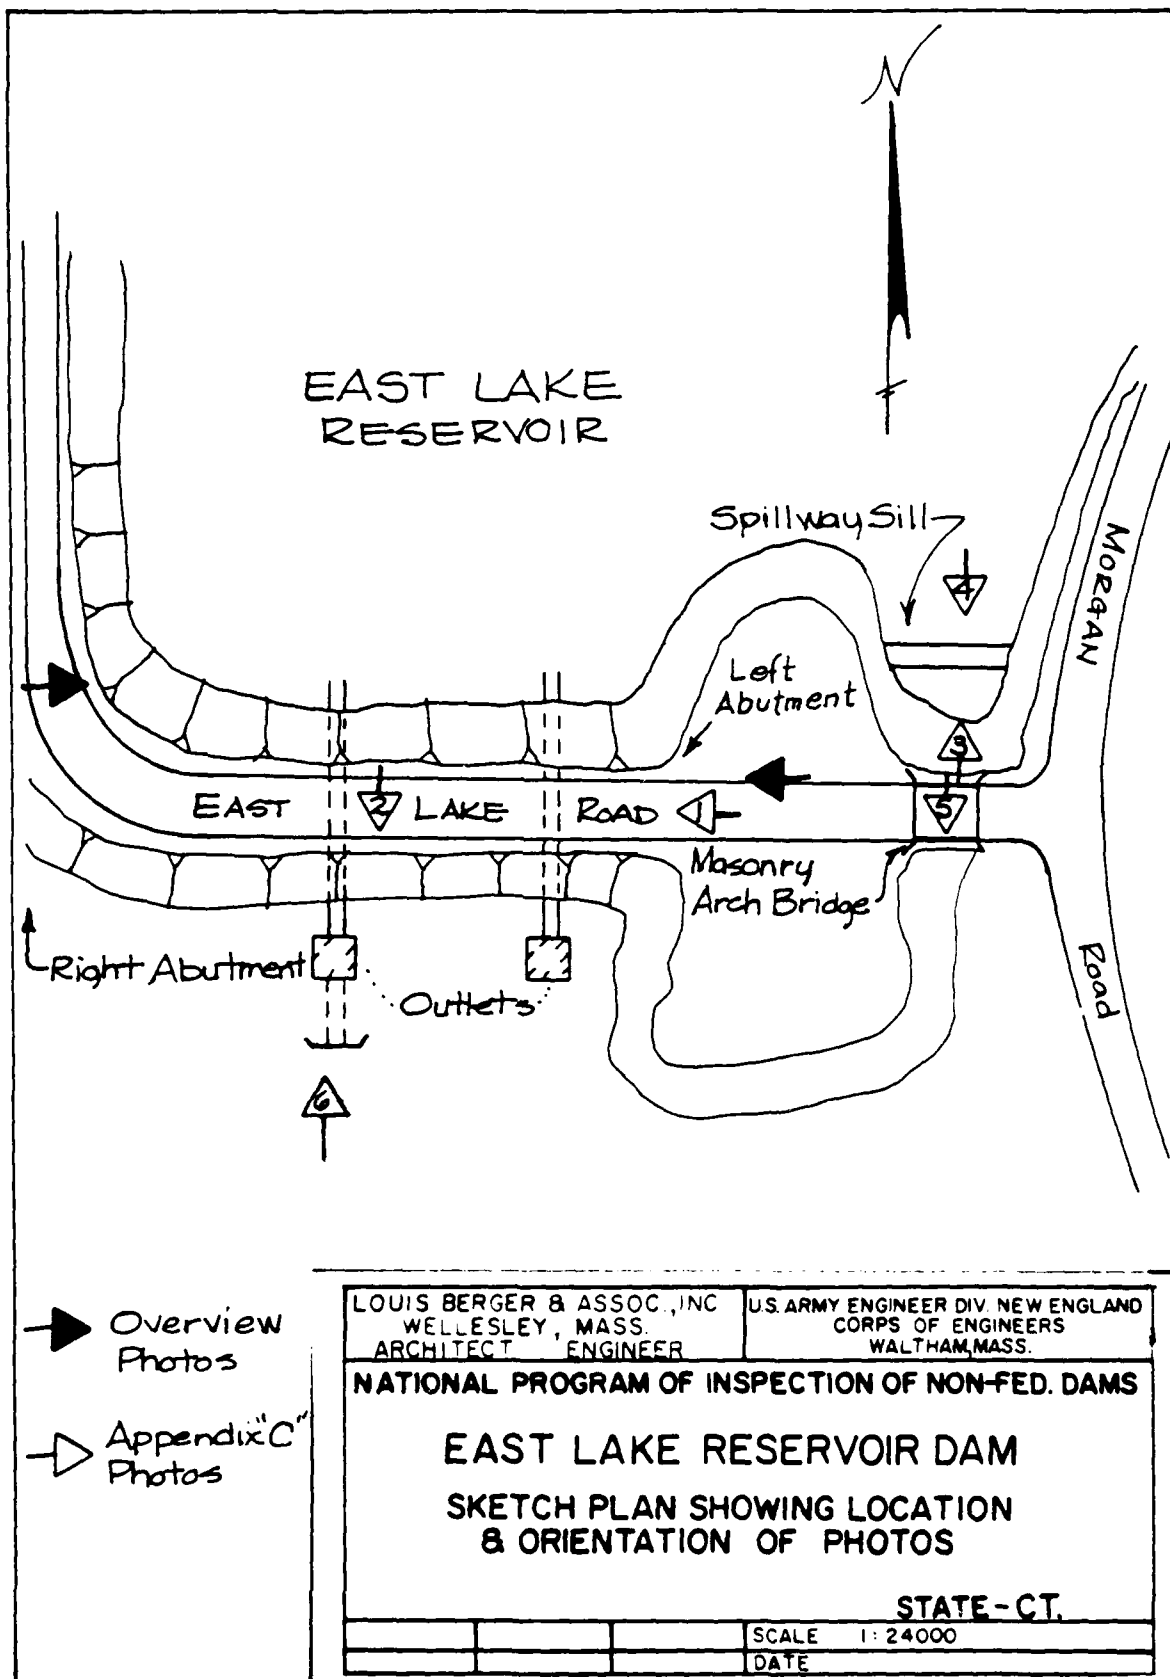 N
EAST LAKE
RESERVOIR
Spillway Sill
4
MORGAN
Left
Abutment
3
EAST 2 LAKE ROAD 1 5
Masonry
Arch Bridge
Right Abutment
Outlets
Road
6
Overview
Photos
Appendix "C"
Photos
LOUIS BERGER & ASSOC., INC
WELLESLEY, MASS.
ARCHITECT ENGINEER
U.S. ARMY ENGINEER DIV. NEW ENGLAND
CORPS OF ENGINEERS
WALTHAM, MASS.
NATIONAL PROGRAM OF INSPECTION OF NON-FED. DAMS
EAST LAKE RESERVOIR DAM
SKETCH PLAN SHOWING LOCATION
& ORIENTATION OF PHOTOS
STATE - CT.
SCALE 1:24000
DATE